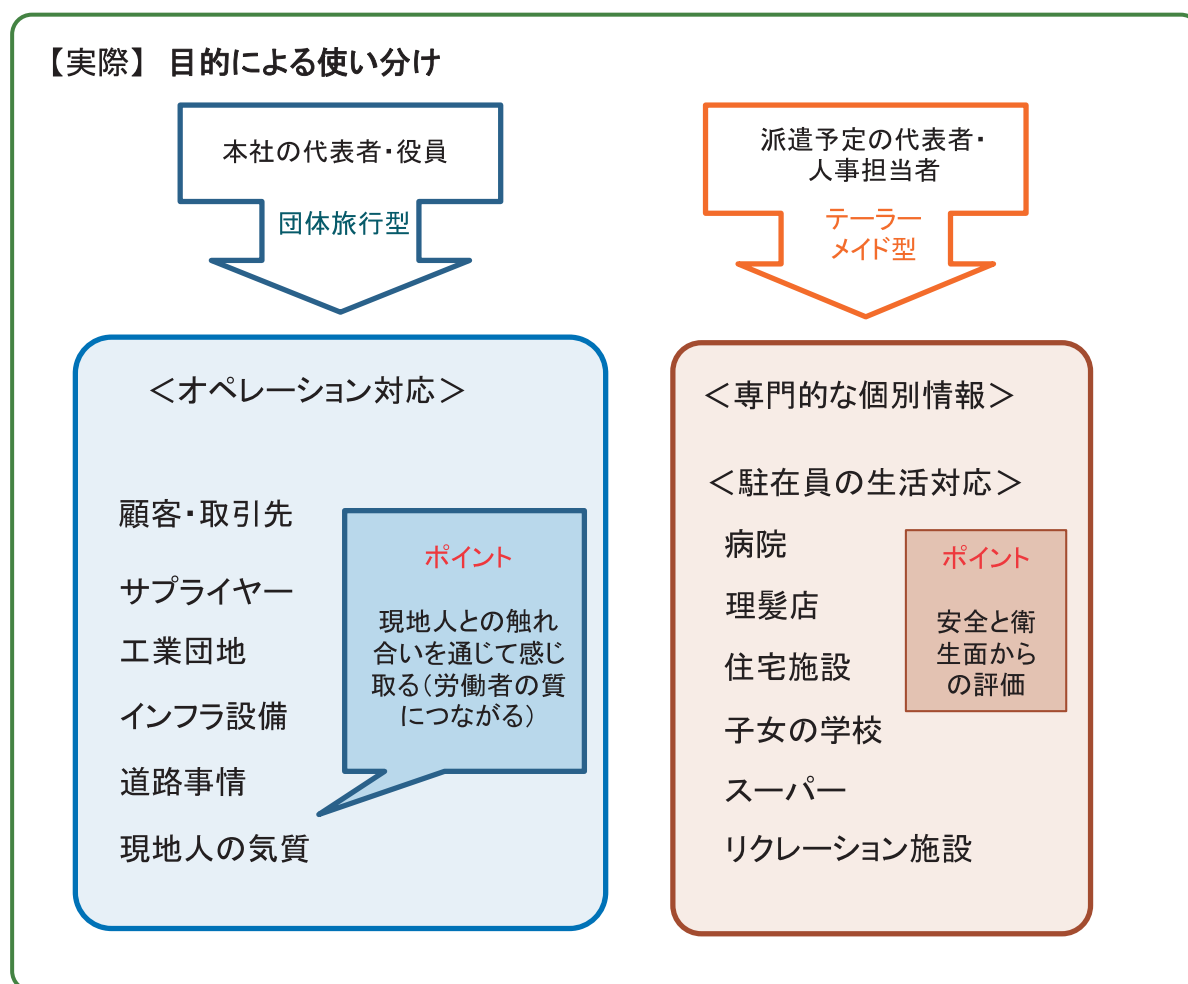 【実際】 目的による使い分け
本社の代表者・役員
団体旅行型
＜オペレーション対応＞
顧客・取引先
サプライヤー
工業団地
インフラ設備
道路事情
現地人の気質
ポイント
現地人との触れ
合いを通じて感じ
取る（労働者の質
につながる）
派遣予定の代表者・
人事担当者
テーラー
メイド型
＜専門的な個別情報＞
＜駐在員の生活対応＞
病院
理髪店
住宅施設
子女の学校
スーパー
リクレーション施設
ポイント
安全と衛
生面から
の評価